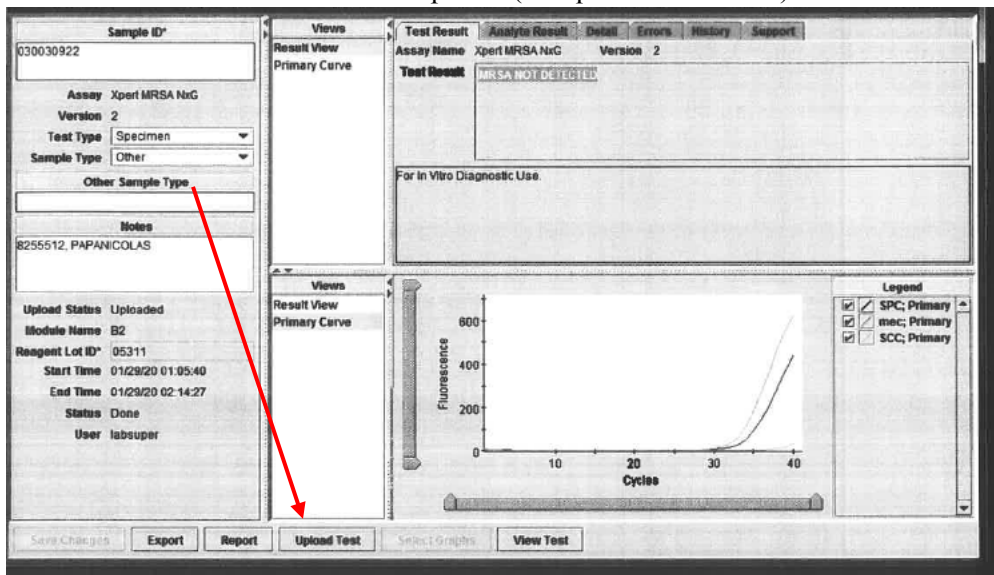 Sample ID*
030030922
Assay Xpert MRSA NxG
Version 2
Test Type Specimen
Sample Type Other
Other Sample Type
Notes
8255512, PAPANICOLAS
Upload Status Uploaded
Module Name B2
Reagent Lot ID* 05311
Start Time 01/29/20 01:05:40
End Time 01/29/20 02:14:27
Status Done
User labsuper
Views
Result View
Primary Curve
Test Result Analyte Result Detail Errors History Support
Assay Name Xpert MRSA NxG Version 2
Test Result MRSA NOT DETECTED
For In Vitro Diagnostic Use.
Views
Result View
Primary Curve
Fluorescence
600
400
200
0
10 20 30 40
Cycles
Legend
SPC; Primary
mec; Primary
SCC; Primary
Save Changes Export Report Upload Test Select Graphs View Test